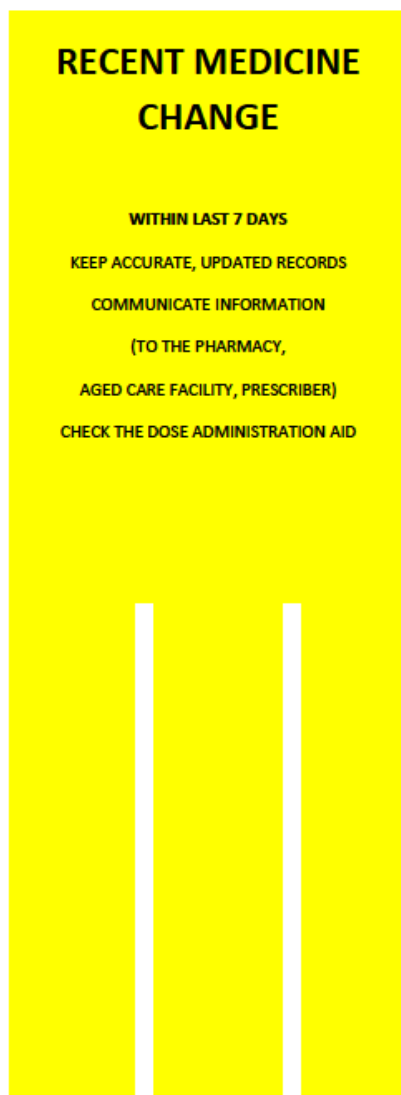 RECENT MEDICINE
CHANGE
WITHIN LAST 7 DAYS
KEEP ACCURATE, UPDATED RECORDS
COMMUNICATE INFORMATION
(TO THE PHARMACY,
AGED CARE FACILITY, PRESCRIBER)
CHECK THE DOSE ADMINISTRATION AID